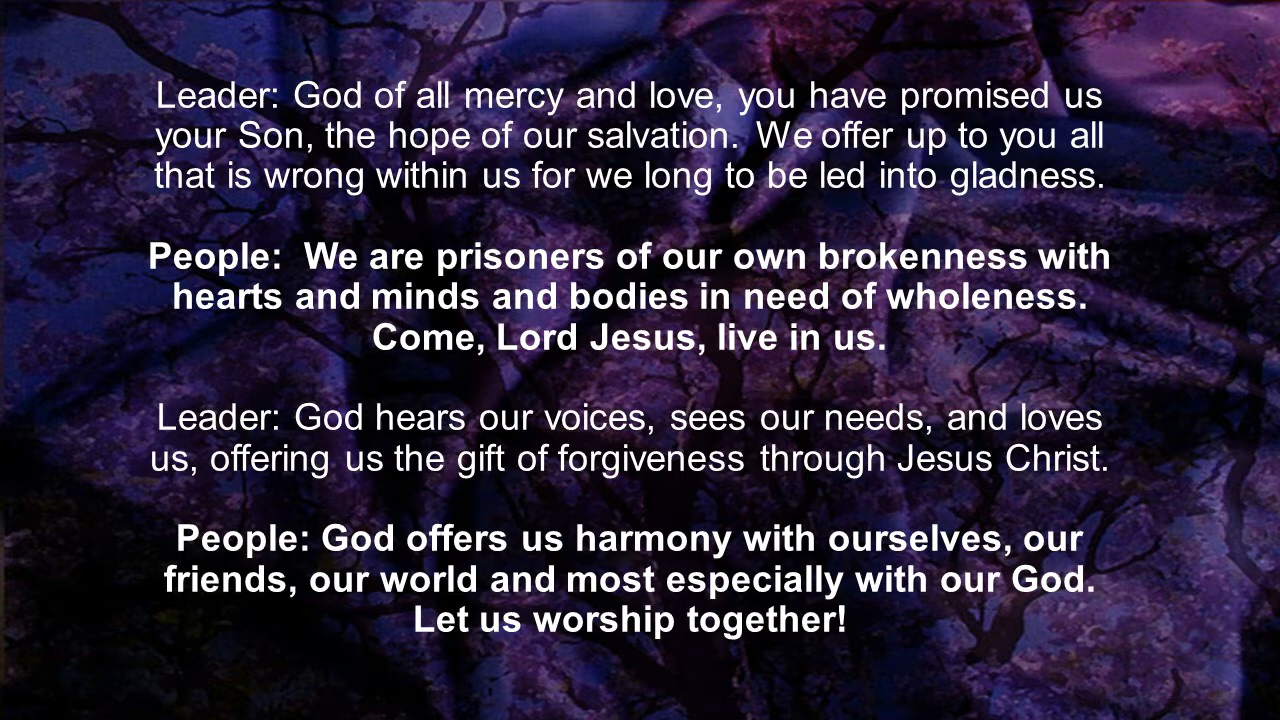 Leader: God of all mercy and love, you have promised us
your Son, the hope of our salvation. We offer up to you all
that is wrong within us for we long to be led into gladness.
People: We are prisoners of our own brokenness with
hearts and minds and bodies in need of wholeness.
Come, Lord Jesus, live in us.
Leader: God hears our voices, sees our needs, and loves
us, offering us the gift of forgiveness through Jesus Christ.
People: God offers us harmony with ourselves, our
friends, our world and most especially with our God.
Let us worship together!